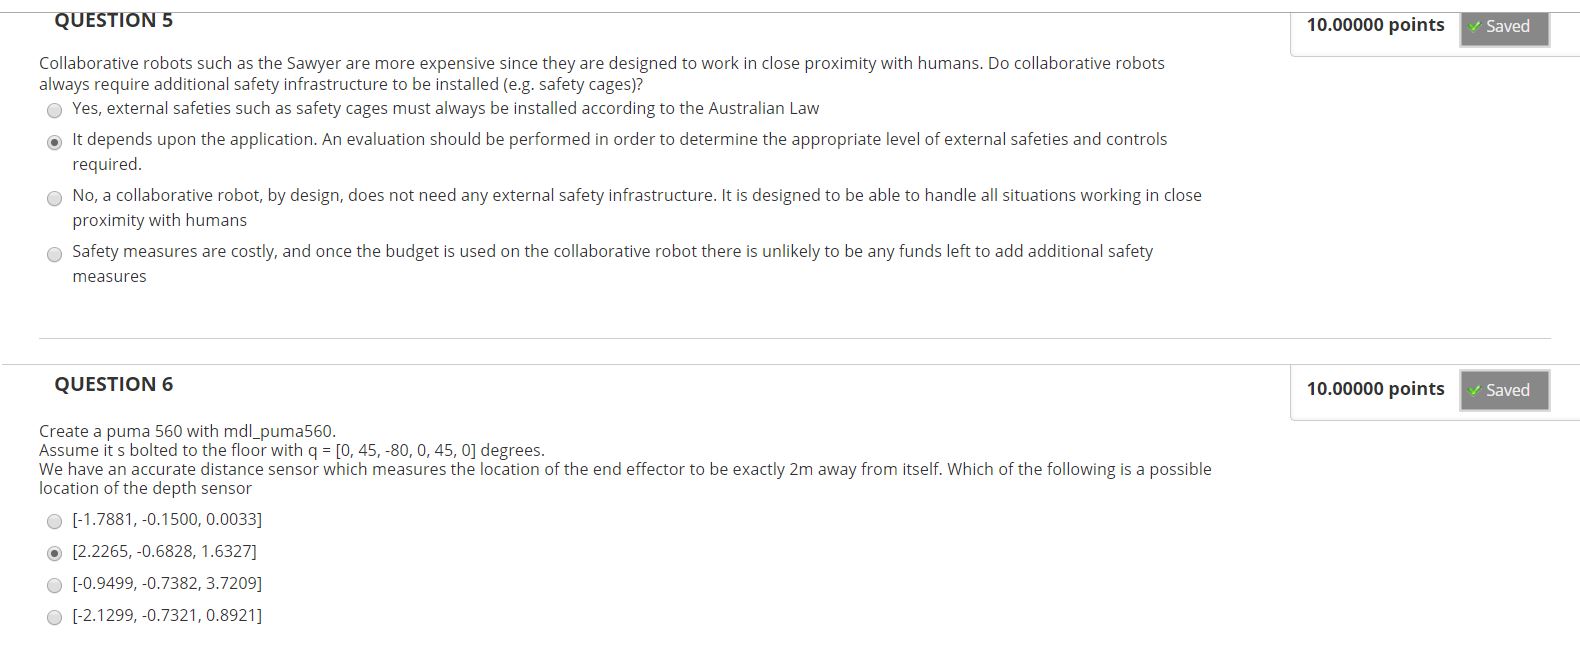 QUESTION 5
10.00000 points
Saved
Collaborative robots such as the Sawyer are more expensive since they are designed to work in close proximity with humans. Do collaborative robots
always require additional safety infrastructure to be installed (e.g. safety cages)?
Yes, external safeties such as safety cages must always be installed according to the Australian Law
It depends upon the application. An evaluation should be performed in order to determine the appropriate level of external safeties and controls
required.
No, a collaborative robot, by design, does not need any external safety infrastructure. It is designed to be able to handle all situations working in close
proximity with humans
Safety measures are costly, and once the budget is used on the collaborative robot there is unlikely to be any funds left to add additional safety
measures
QUESTION 6
10.00000 points
Saved
Create a puma 560 with mdl_puma560.
Assume it s bolted to the floor with q = [0, 45, -80, 0, 45, 0] degrees.
We have an accurate distance sensor which measures the location of the end effector to be exactly 2m away from itself. Which of the following is a possible
location of the depth sensor
[-1.7881, -0.1500, 0.0033]
[2.2265, -0.6828, 1.6327]
[-0.9499, -0.7382, 3.7209]
[-2.1299, -0.7321, 0.8921]